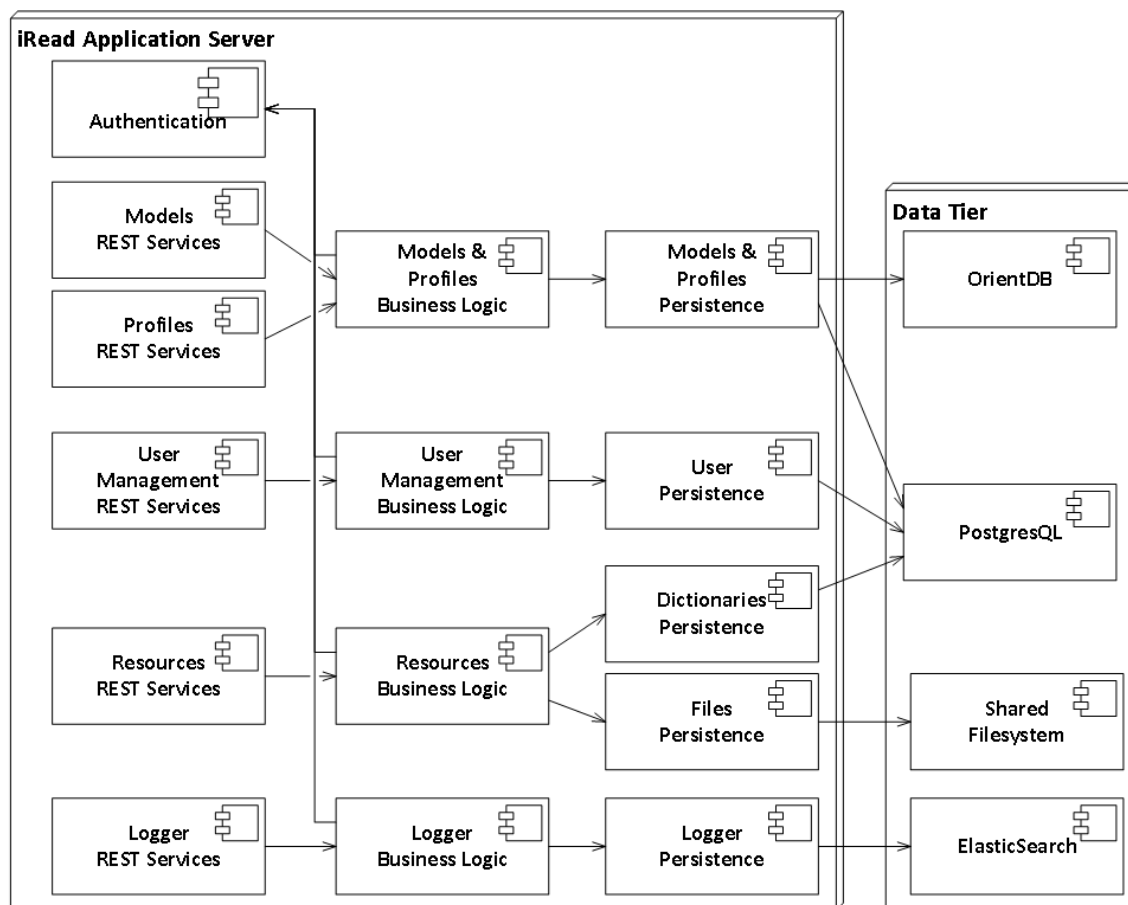 iRead Application Server
Authentication
Models
REST Services
Profiles
REST Services
User
Management
REST Services
Resources
REST Services
Logger
REST Services
Models &
Profiles
Business Logic
User
Management
Business Logic
Resources
Business Logic
Logger
Business Logic
Models &
Profiles
Persistence
User
Persistence
Dictionaries
Persistence
Files
Persistence
Logger
Persistence
Data Tier
OrientDB
PostgresQL
Shared
Filesystem
ElasticSearch